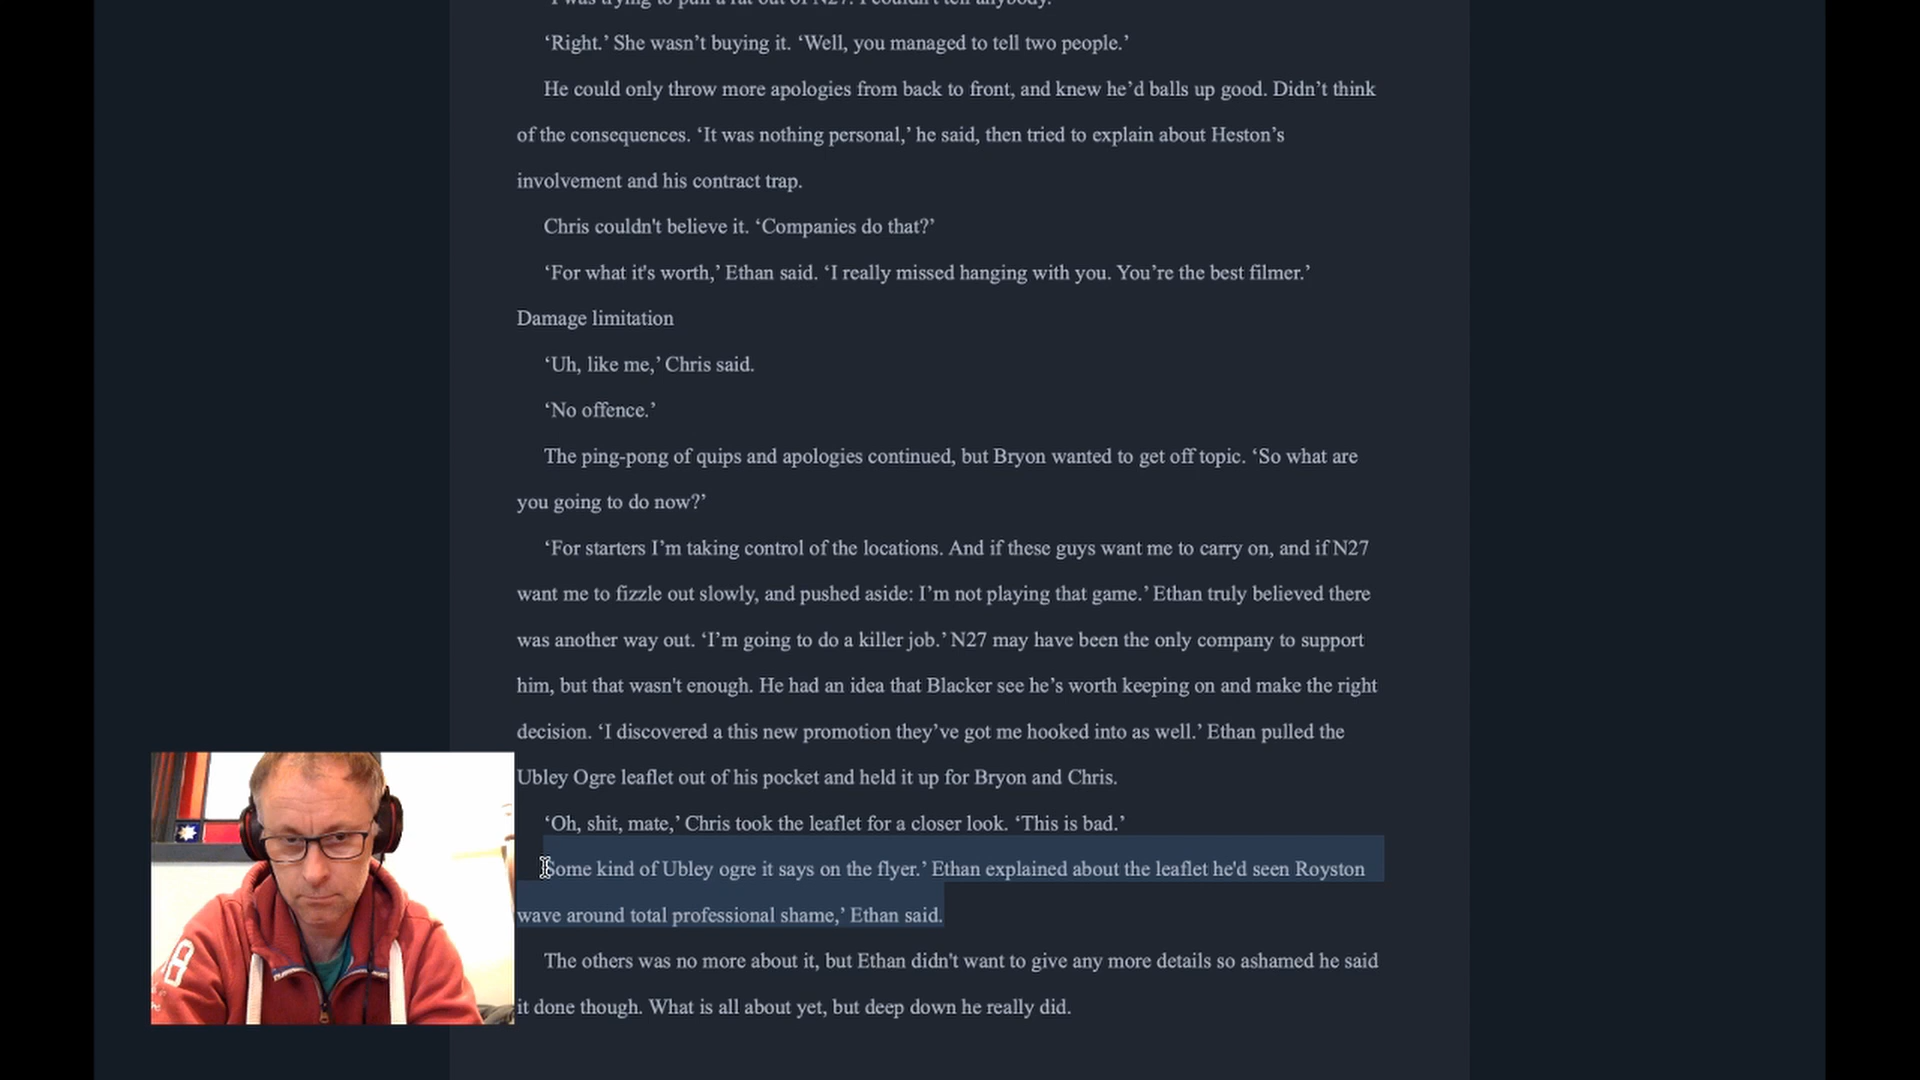 ‘I was trying to pull a rat out of N27. I couldn't tell anybody.
‘Right.’ She wasn’t buying it. ‘Well, you managed to tell two people.’
He could only throw more apologies from back to front, and knew he’d balls up good. Didn’t think
of the consequences. ‘It was nothing personal,’ he said, then tried to explain about Heston’s
involvement and his contract trap.
Chris couldn't believe it. ‘Companies do that?’
‘For what it's worth,’ Ethan said. ‘I really missed hanging with you. You’re the best filmer.’
Damage limitation
‘Uh, like me,’ Chris said.
‘No offence.’
The ping-pong of quips and apologies continued, but Bryon wanted to get off topic. ‘So what are
you going to do now?’
‘For starters I’m taking control of the locations. And if these guys want me to carry on, and if N27
want me to fizzle out slowly, and pushed aside: I’m not playing that game.’ Ethan truly believed there
was another way out. ‘I’m going to do a killer job.’ N27 may have been the only company to support
him, but that wasn't enough. He had an idea that Blacker see he’s worth keeping on and make the right
decision. ‘I discovered a this new promotion they’ve got me hooked into as well.’ Ethan pulled the
Ubley Ogre leaflet out of his pocket and held it up for Bryon and Chris.
‘Oh, shit, mate,’ Chris took the leaflet for a closer look. ‘This is bad.’
Some kind of Ubley ogre it says on the flyer.’ Ethan explained about the leaflet he'd seen Royston
wave around total professional shame,’ Ethan said.
The others was no more about it, but Ethan didn't want to give any more details so ashamed he said
it done though. What is all about yet, but deep down he really did.